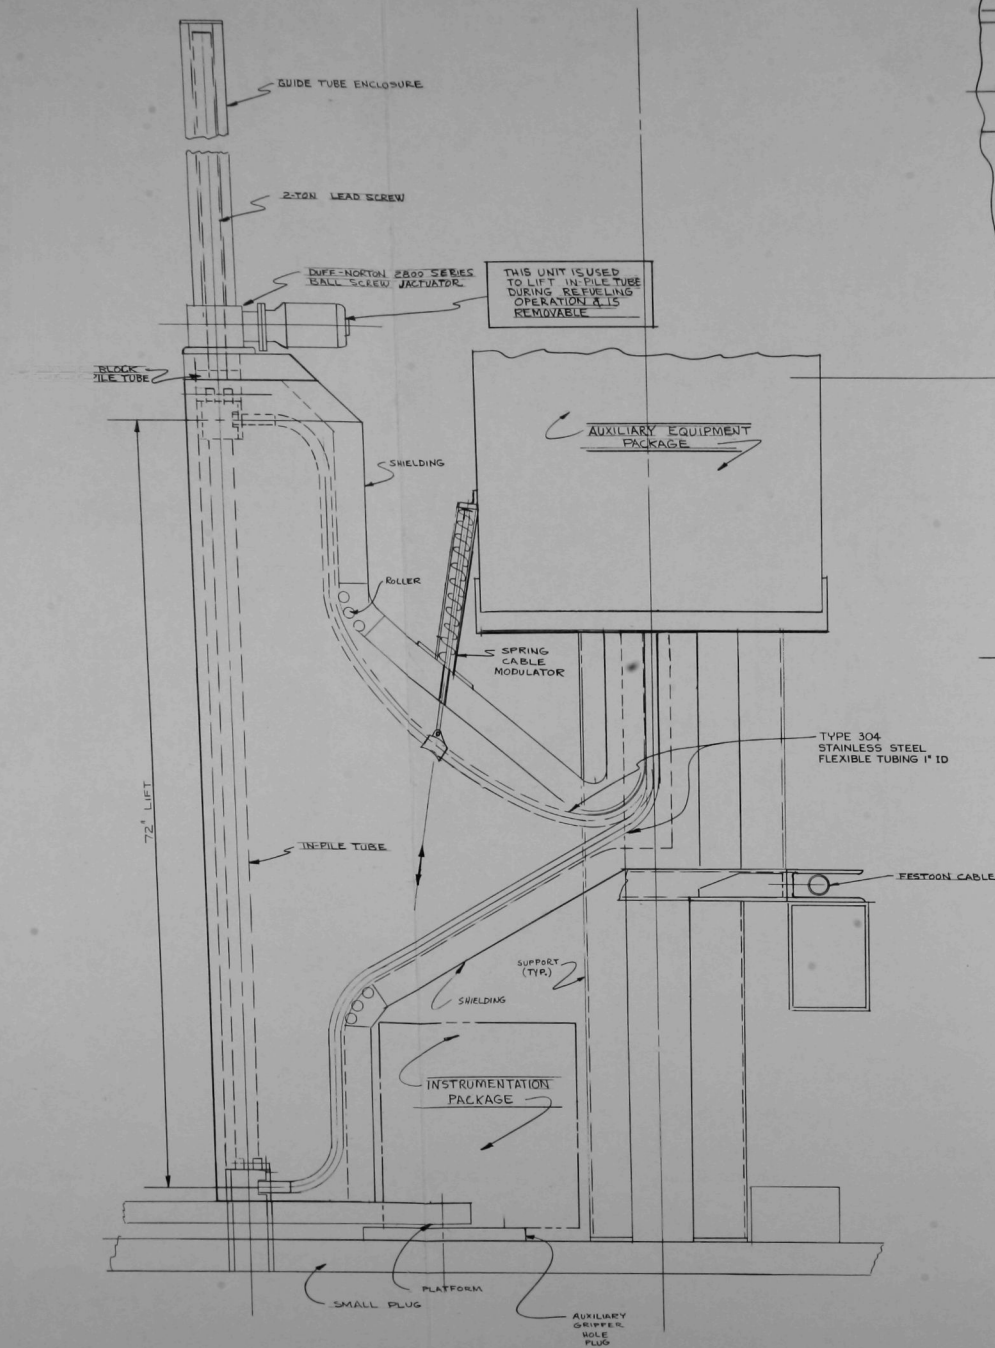 GUIDE TUBE ENCLOSURE
2-TON LEAD SCREW
DUFF-NORTON 2800 SERIES
BALL SCREW JACTUATOR
THIS UNIT IS USED
TO LIFT IN-PILE TUBE
DURING REFUELING
OPERATION & IS
REMOVABLE
BLOCK
PILE TUBE
AUXILIARY EQUIPMENT
PACKAGE
SHIELDING
ROLLER
SPRING
CABLE
MODULATOR
TYPE 304
STAINLESS STEEL
FLEXIBLE TUBING 1" ID
72" LIFT
IN-PILE TUBE
FESTOON CABLE
SUPPORT
(TYP.)
SHIELDING
INSTRUMENTATION
PACKAGE
PLATFORM
SMALL PLUG
AUXILIARY
GRIPPER
HOLE
PLUG